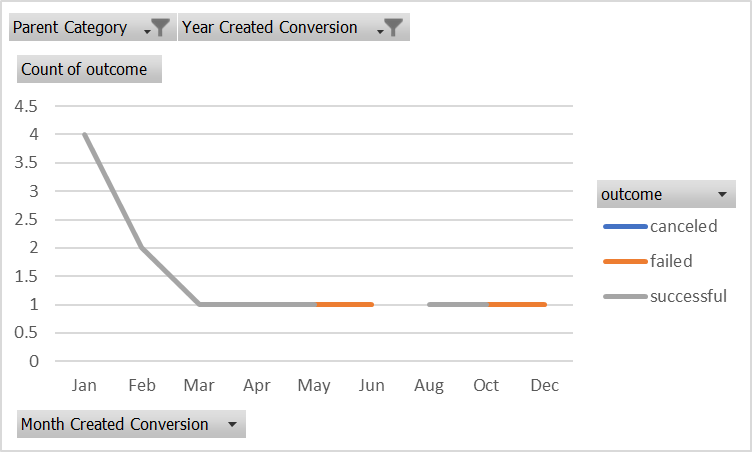 Parent Category Year Created Conversion
Count of outcome
4.5
4
3.5
3
2.5
2
1.5
1
0.5
0
Jan Feb Mar Apr May Jun Aug Oct Dec
outcome
canceled
failed
successful
Month Created Conversion